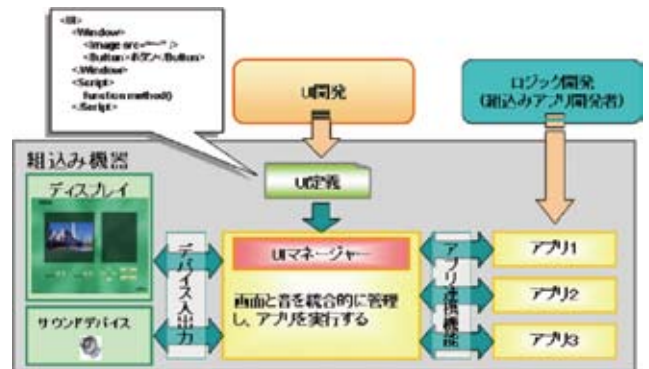 <UI>
<Window>
<Image src="***" />
<Button>ボタン</Button>
</Window>
<Script>
function method()
</Script>
UI開発
ロジック開発
(組込みアプリ開発者)
組込み機器
ディスプレイ
UI定義
デバイス入出力
UIマネージャー
画面と音を統合的に管理
し、アプリを実行する
アプリ連携機能
アプリ1
アプリ2
アプリ3
サウンドデバイス